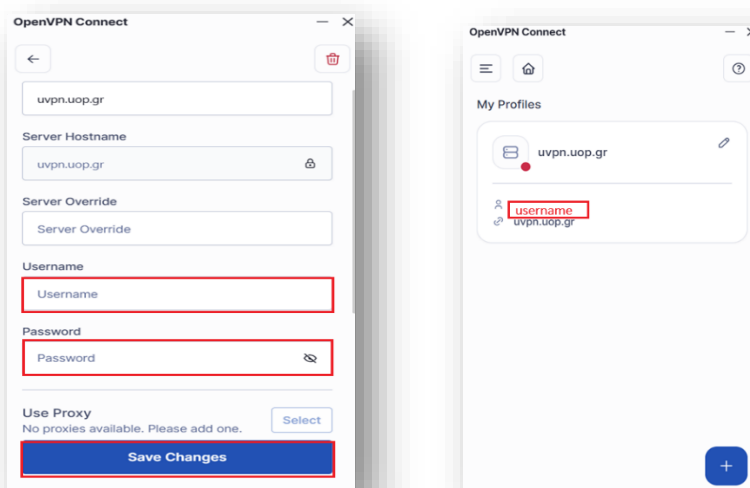 OpenVPN Connect
uvpn.uop.gr
Server Hostname
uvpn.uop.gr
Server Override
Server Override
Username
Username
Password
Password
Use Proxy
No proxies available. Please add one.
Select
Save Changes
OpenVPN Connect
My Profiles
uvpn.uop.gr
username
uvpn.uop.gr